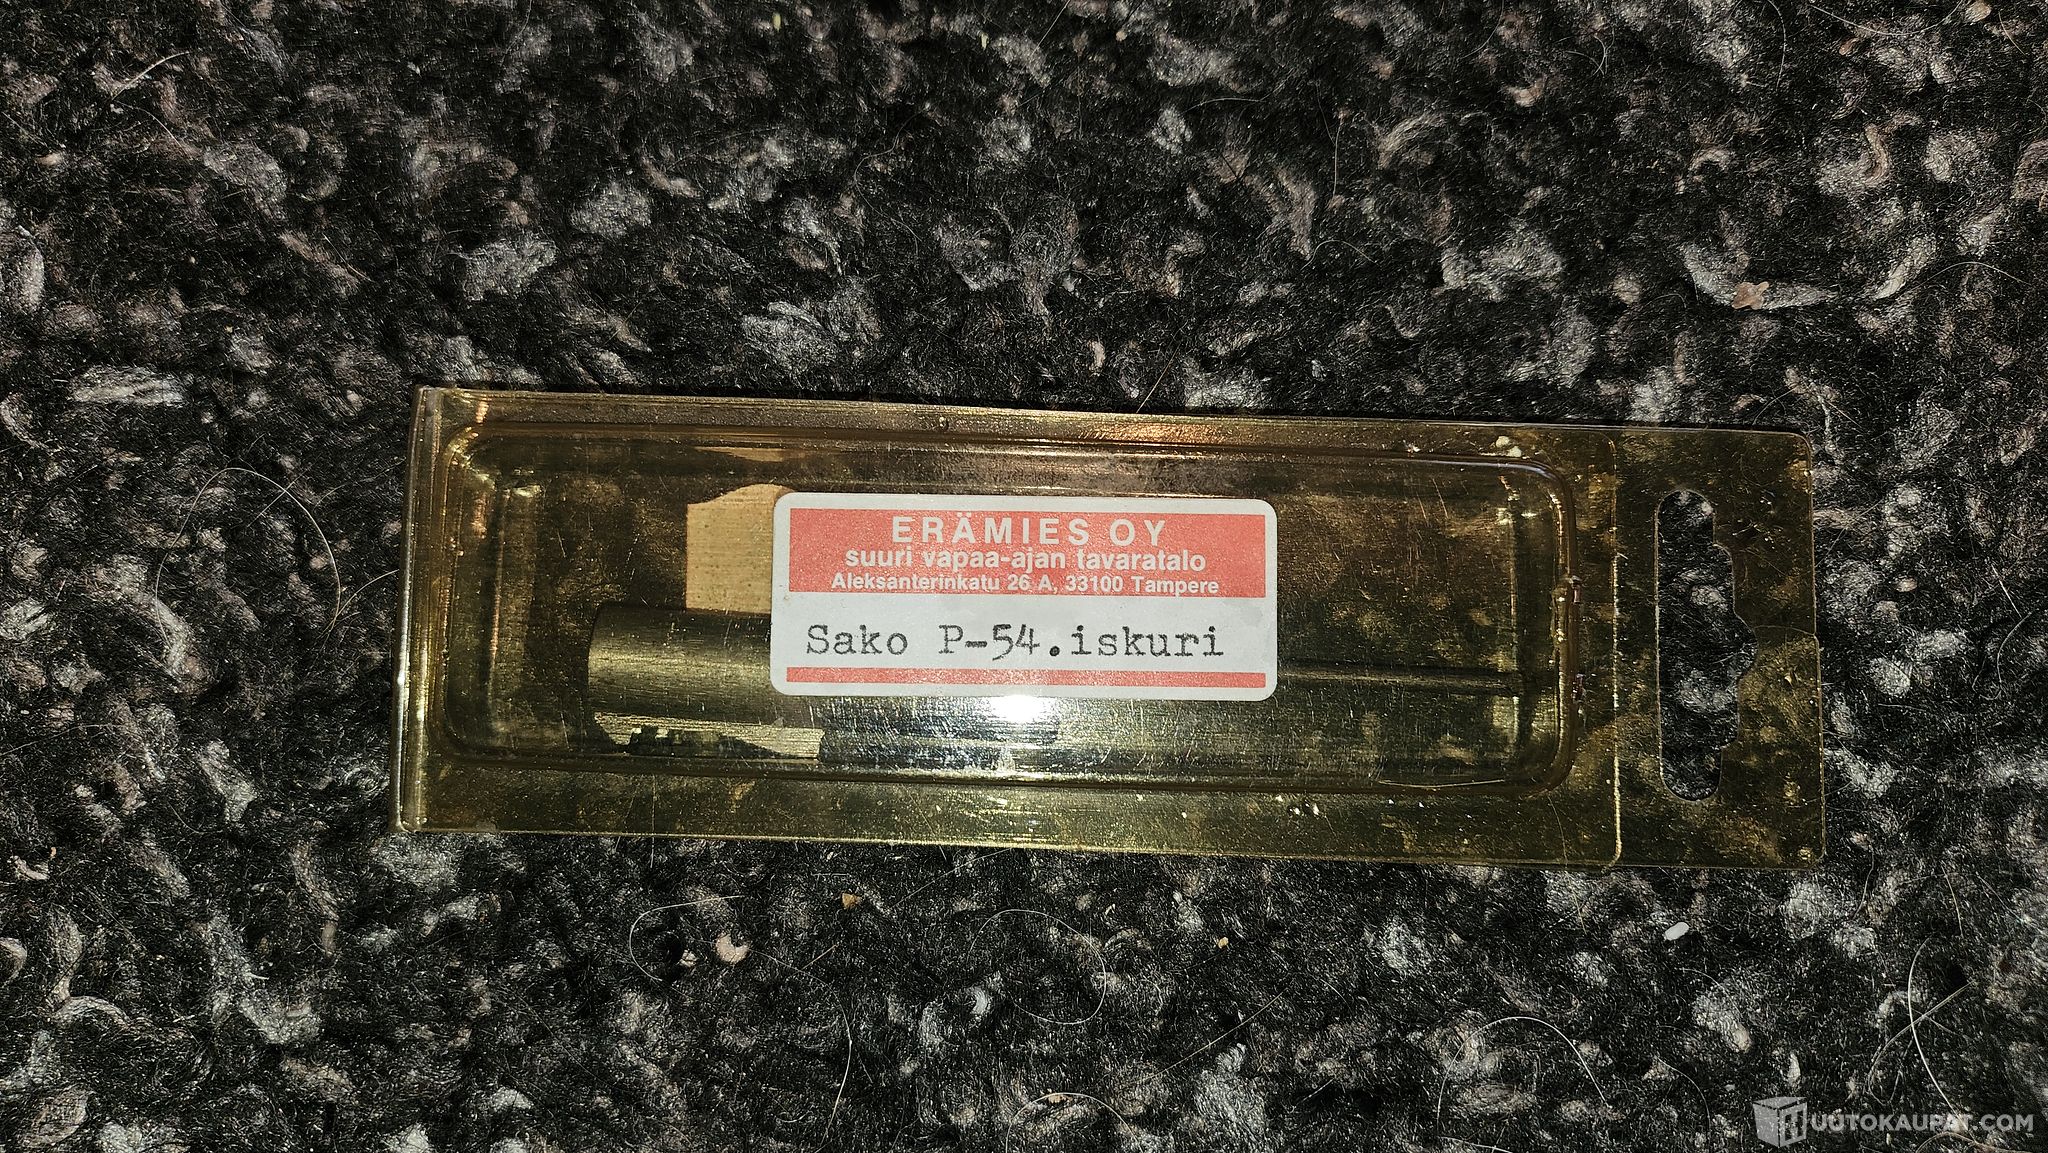 ERÄMIES OY
suuri vapaa-ajan tavaratalo
Aleksanterinkatu 26 A, 33100 Tampere
Sako P-54.iskuri
HUUTOKAUPAT.COM